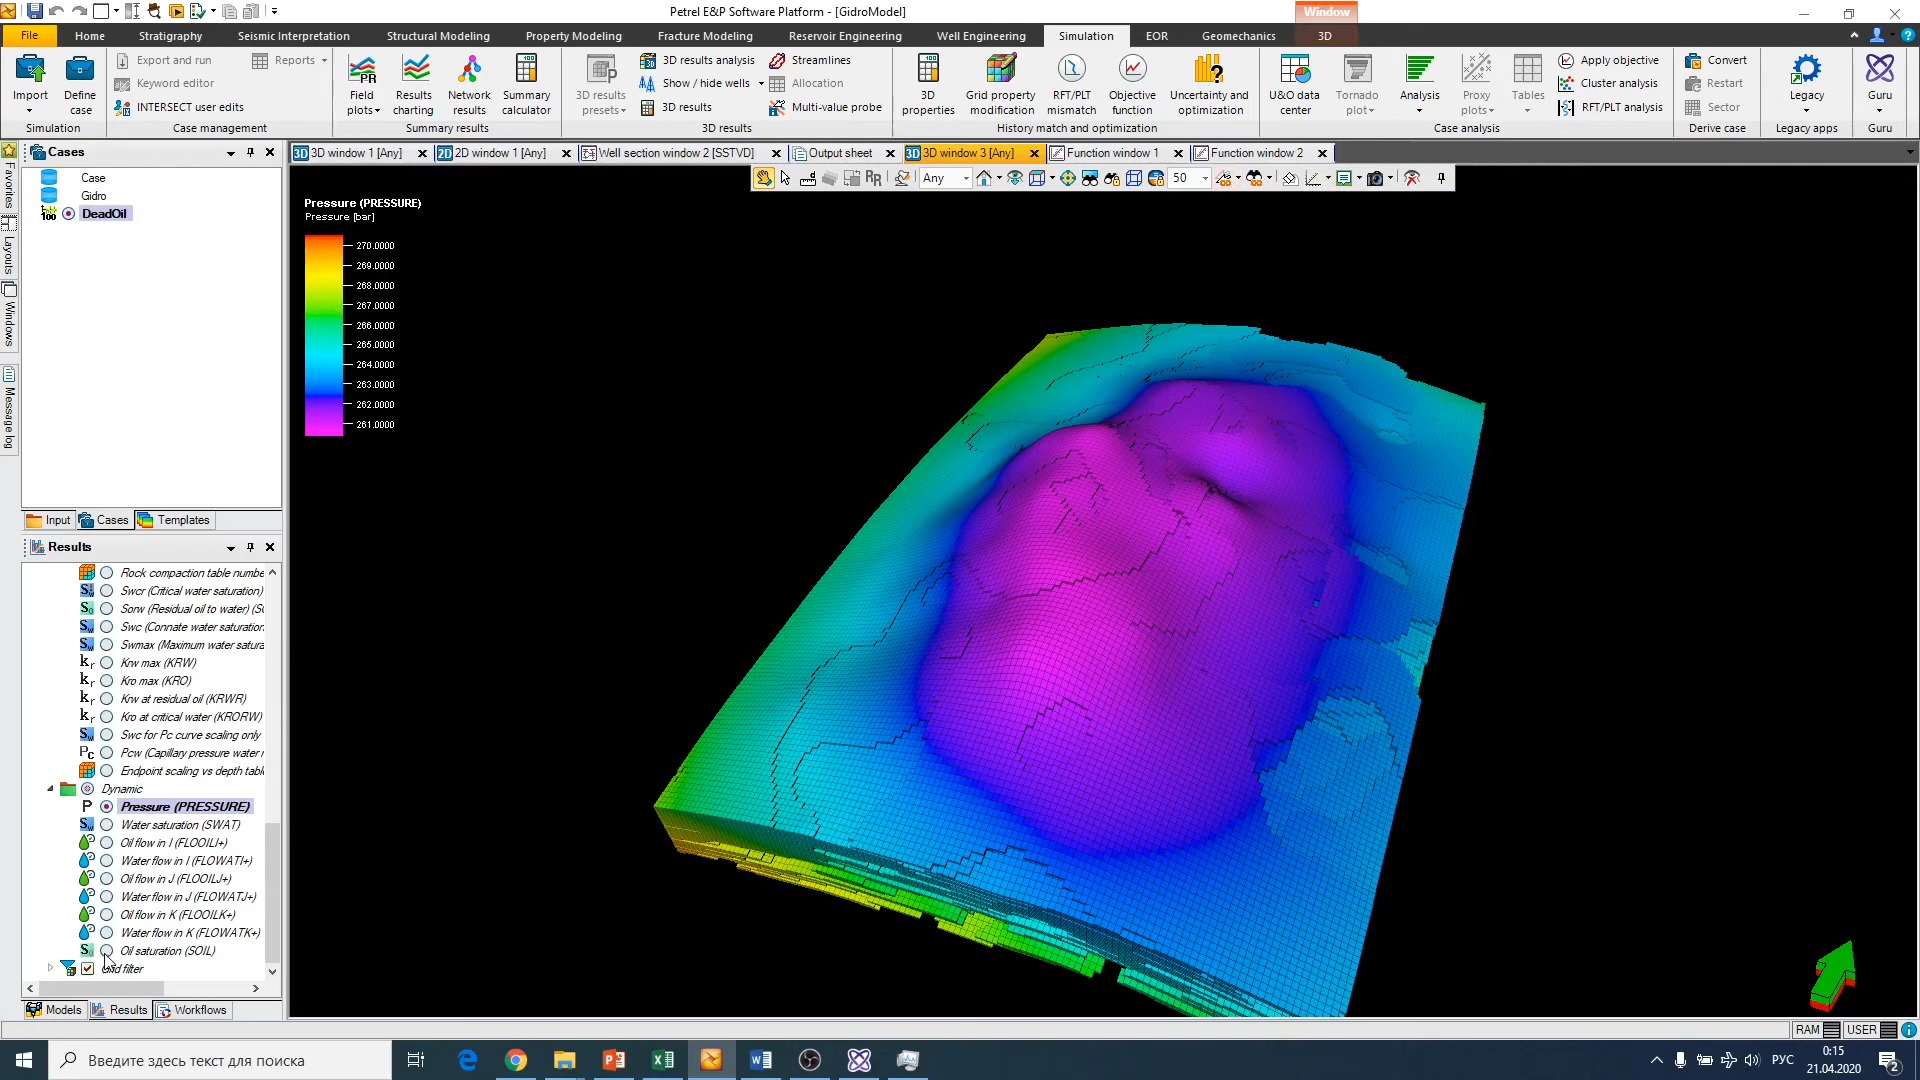 Petrel E&P Software Platform - [GidroModel]
Window
File
Home
Stratigraphy
Seismic Interpretation
Structural Modeling
Property Modeling
Fracture Modeling
Reservoir Engineering
Well Engineering
Simulation
EOR
Geomechanics
3D
Import
Define case
Simulation
Export and run
Keyword editor
INTERSECT user edits
Reports
Case management
Field plots
Results charting
Network results
Summary calculator
Summary results
3D results presets
3D results analysis
Show / hide wells
3D results
Streamlines
Allocation
Multi-value probe
3D results
3D properties
Grid property modification
RFT/PLT mismatch
Objective function
Uncertainty and optimization
History match and optimization
U&O data center
Tornado plot
Analysis
Proxy plots
Tables
Apply objective
Cluster analysis
RFT/PLT analysis
Case analysis
Convert
Restart
Sector
Derive case
Legacy
Legacy apps
Guru
Guru
Favorites
Layouts
Windows
Message log
Cases
Case
Gidro
DeadOil
Input
Cases
Templates
3D window 1 [Any]
2D window 1 [Any]
Well section window 2 [SSTVD]
Output sheet
3D window 3 [Any]
Function window 1
Function window 2
Any
50
Pressure (PRESSURE)
Pressure [bar]
270.0000
269.0000
268.0000
267.0000
266.0000
265.0000
264.0000
263.0000
262.0000
261.0000
Results
Rock compaction table numbe
Swcr (Critical water saturation)
Sorw (Residual oil to water) (S
Swc (Connate water saturation
Swmax (Maximum water satura
Krw max (KRW)
Kro max (KRO)
Krw at residual oil (KRWR)
Kro at critical water (KRORW)
Swc for Pc curve scaling only
Pcw (Capillary pressure water
Endpoint scaling vs depth tabl
Dynamic
Pressure (PRESSURE)
Water saturation (SWAT)
Oil flow in I (FLOOILI+)
Water flow in I (FLOWATI+)
Oil flow in J (FLOOILJ+)
Water flow in J (FLOWATJ+)
Oil flow in K (FLOOILK+)
Water flow in K (FLOWATK+)
Oil saturation (SOIL)
filter
Models
Results
Workflows
RAM
USER
Введите здесь текст для поиска
РУС
0:15
21.04.2020
2